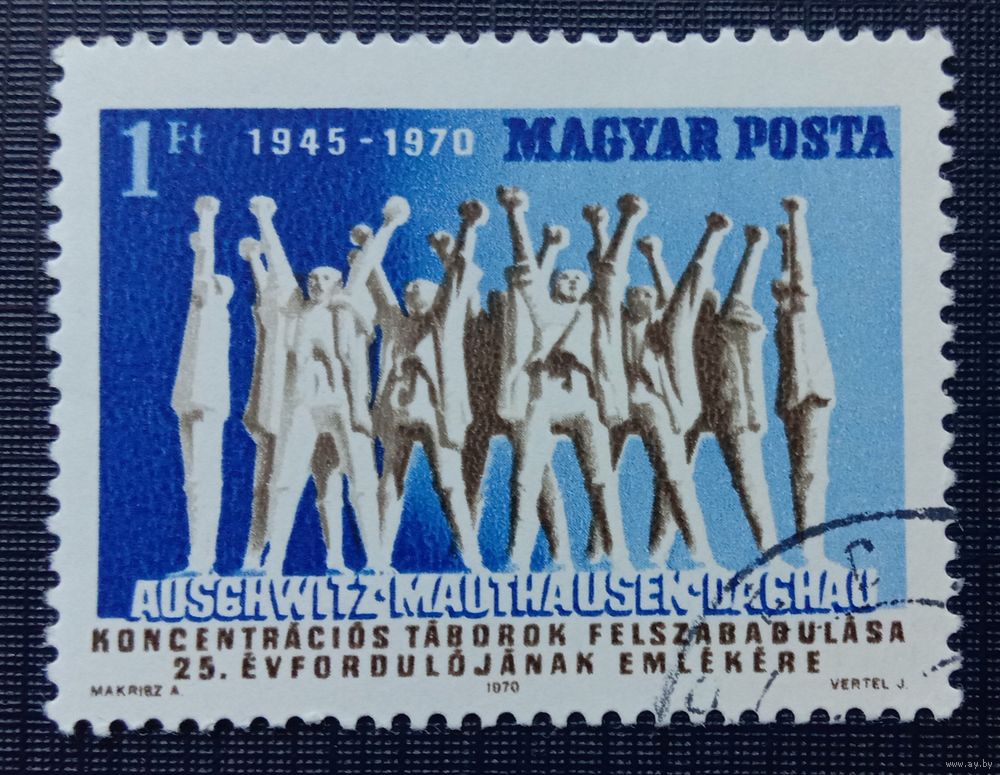 1 Ft 1945-1970 MAGYAR POSTA
AUSCHWITZ·MAUTHAUSEN·DACHAU
KONCENTRÁCIÓS TÁBOROK FELSZABABULÁSA
25. ÉVFORDULÓJÁNAK EMLÉKÉRE
MAKRISZ A. 1970 VERTEL J.
www.ay.by